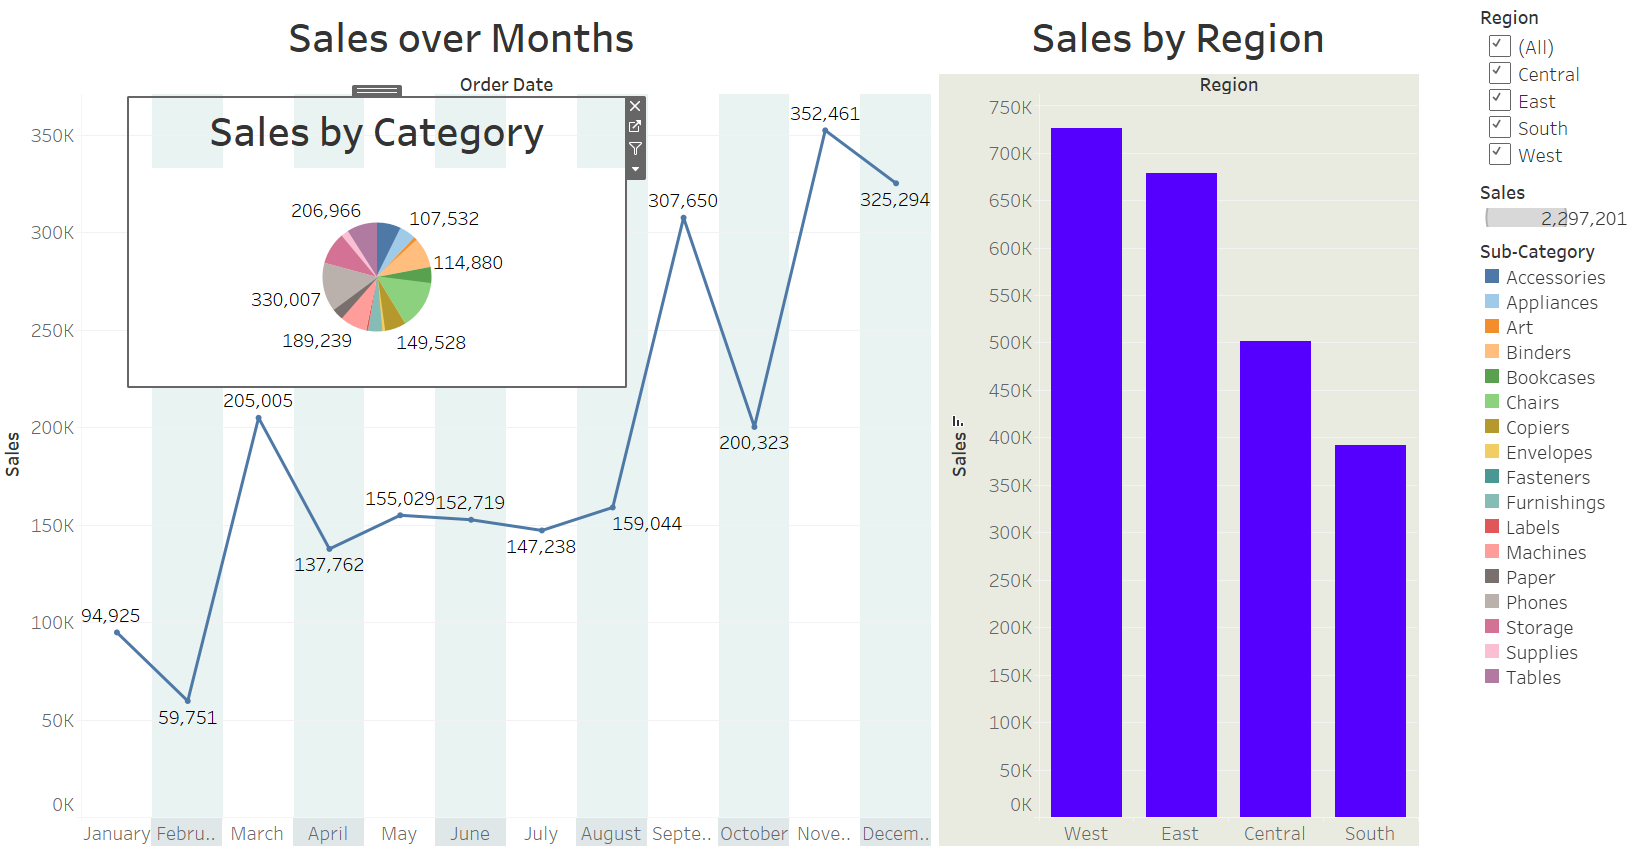 Sales over Months
Order Date
Sales
350K
300K
250K
200K
150K
100K
50K
0K
94,925
59,751
205,005
137,762
155,029
152,719
147,238
159,044
307,650
200,323
352,461
325,294
January
Febru..
March
April
May
June
July
August
Septe..
October
Nove..
Decem..
Sales by Category
206,966
107,532
114,880
330,007
189,239
149,528
Sales by Region
Region
Sales
750K
700K
650K
600K
550K
500K
450K
400K
350K
300K
250K
200K
150K
100K
50K
0K
West
East
Central
South
Region
(All)
Central
East
South
West
Sales
2,297,201
Sub-Category
Accessories
Appliances
Art
Binders
Bookcases
Chairs
Copiers
Envelopes
Fasteners
Furnishings
Labels
Machines
Paper
Phones
Storage
Supplies
Tables